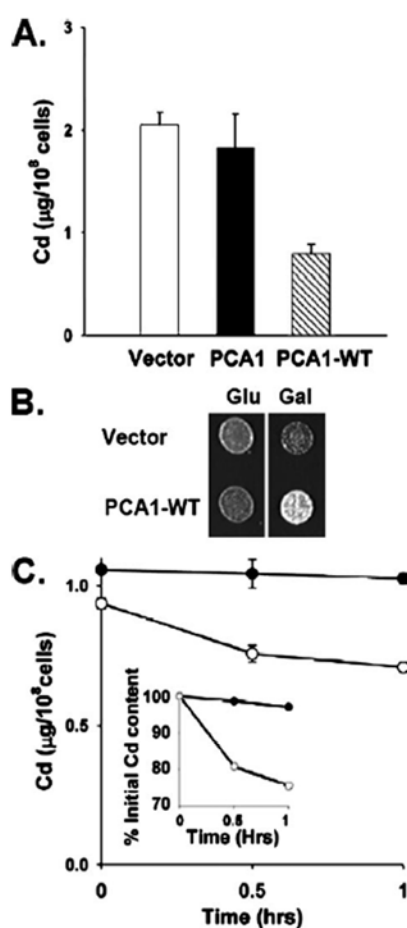 A.
Cd (µg/10⁸ cells)
3
2
1
0
Vector PCA1 PCA1-WT
B.
Glu Gal
Vector
PCA1-WT
C.
Cd (µg/10⁸cells)
1.0
0.5
0.0
% Initial Cd content
100
90
80
70
0 0.5 1
Time (Hrs)
0 0.5 1
Time (hrs)